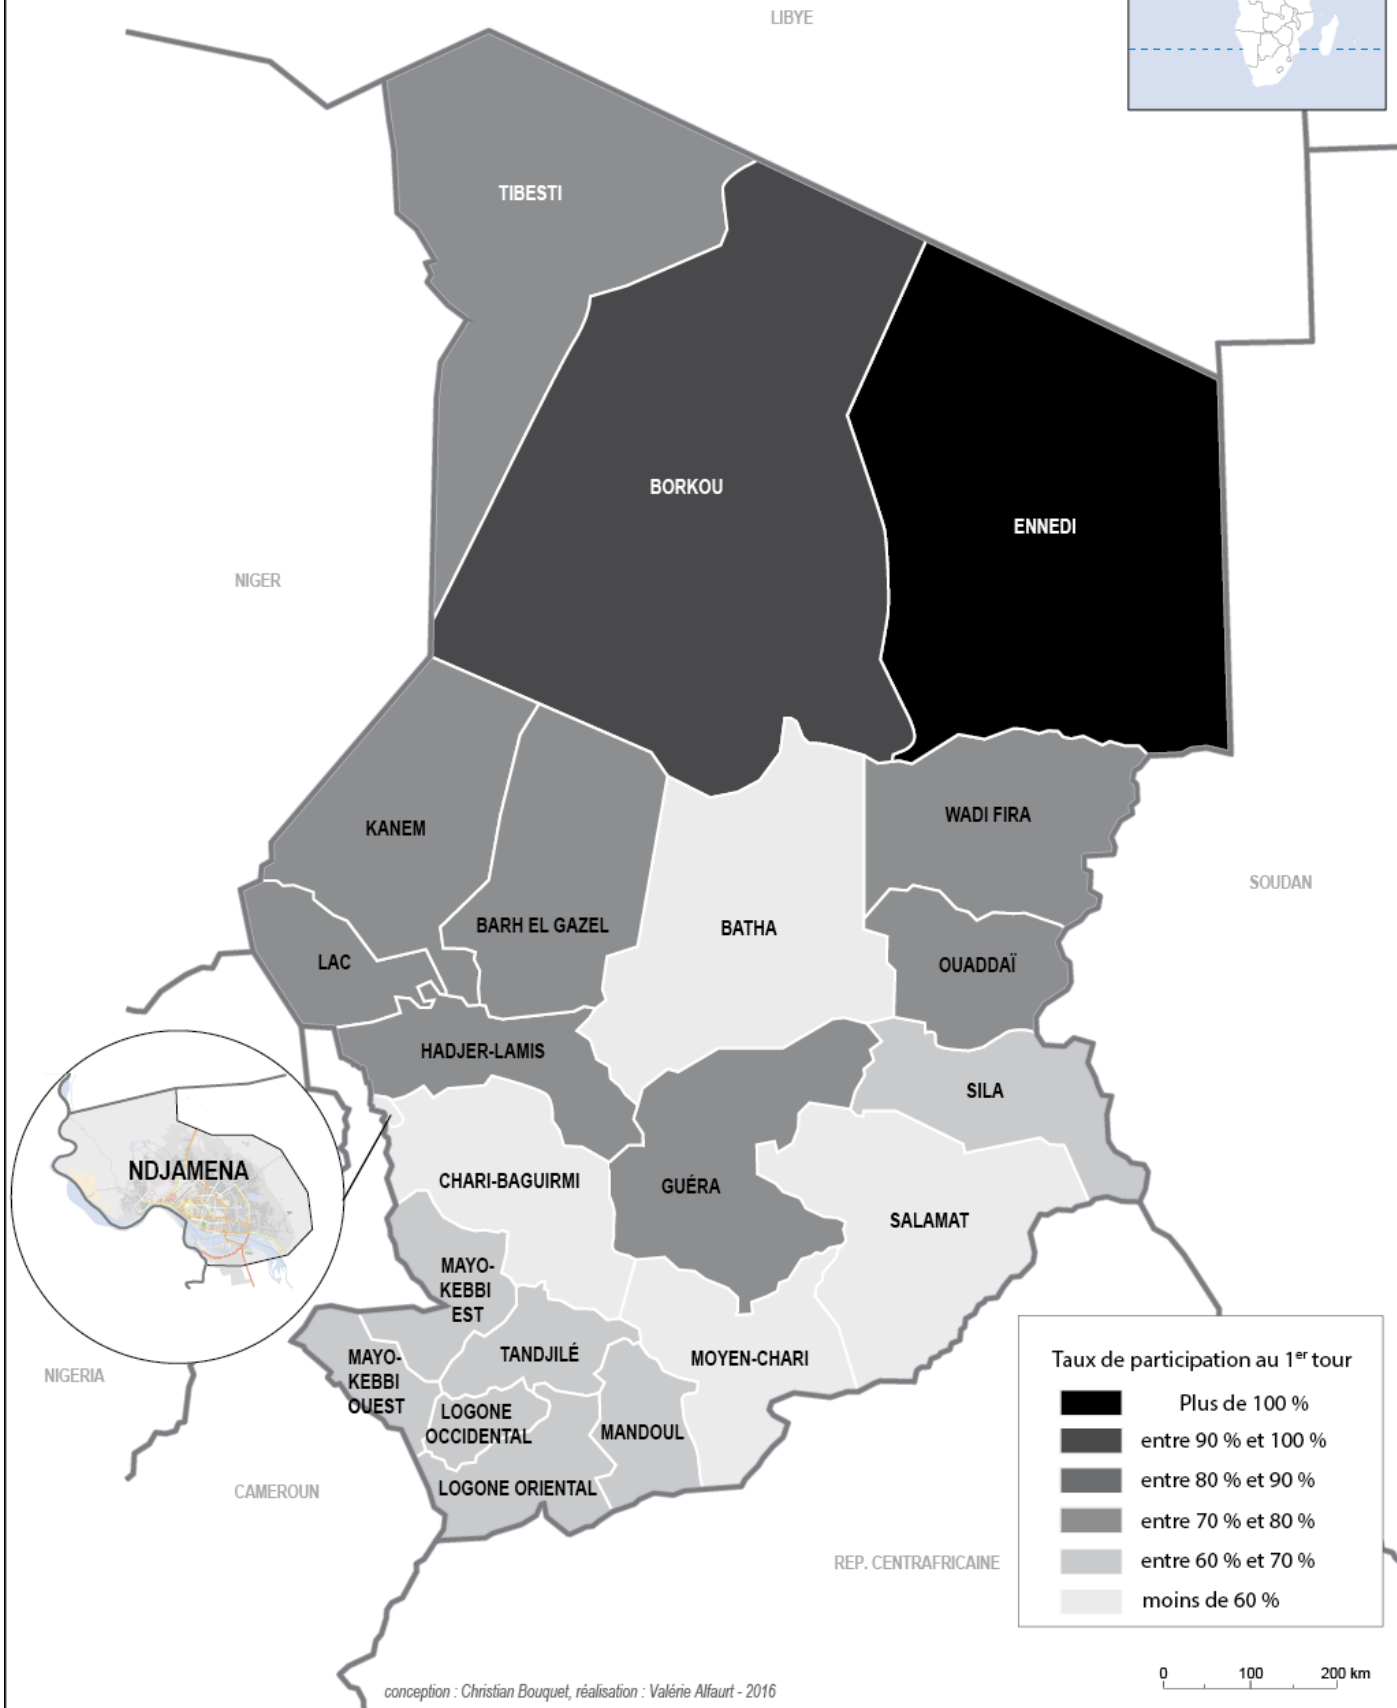 LIBYE
TIBESTI
BORKOU
ENNEDI
NIGER
KANEM
WADI FIRA
SOUDAN
BARH EL GAZEL
BATHA
LAC
OUADDAÏ
HADJER-LAMIS
SILA
NDJAMENA
CHARI-BAGUIRMI
GUÉRA
SALAMAT
MAYO-
KEBBI
EST
TANDJILÉ
MOYEN-CHARI
NIGERIA
MAYO-
KEBBI
OUEST
LOGONE
OCCIDENTAL
MANDOUL
LOGONE ORIENTAL
CAMEROUN
REP. CENTRAFRICAINE
Taux de participation au 1er tour
Plus de 100 %
entre 90 % et 100 %
entre 80 % et 90 %
entre 70 % et 80 %
entre 60 % et 70 %
moins de 60 %
0 100 200 km
conception : Christian Bouquet, réalisation : Valérie Alfaurt - 2016